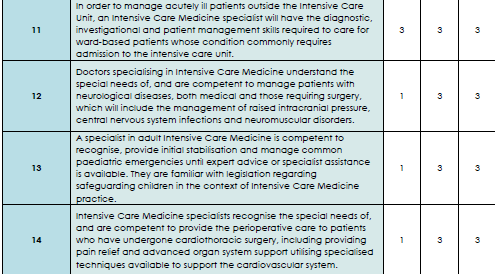 In order to manage acutely ill patients outside the Intensive Care
Unit, an Intensive Care Medicine specialist will have the diagnostic,
11 investigational and patient management skills required to care for 3 3 3
ward-based patients whose condition commonly requires
admission to the intensive care unit.
Doctors specialising in Intensive Care Medicine understand the
special needs of, and are competent to manage patients with
12 neurological diseases, both medical and those requiring surgery, 1 3 3
which will include the management of raised intracranial pressure,
central nervous system infections and neuromuscular disorders.
A specialist in adult Intensive Care Medicine is competent to
recognise, provide initial stabilisation and manage common
13 paediatric emergencies until expert advice or specialist assistance 1 3 3
is available. They are familiar with legislation regarding
safeguarding children in the context of Intensive Care Medicine
practice.
Intensive Care Medicine specialists recognise the special needs of,
and are competent to provide the perioperative care to patients
14 who have undergone cardiothoracic surgery, including providing 1 3 3
pain relief and advanced organ system support utilising specialised
techniques available to support the cardiovascular system.